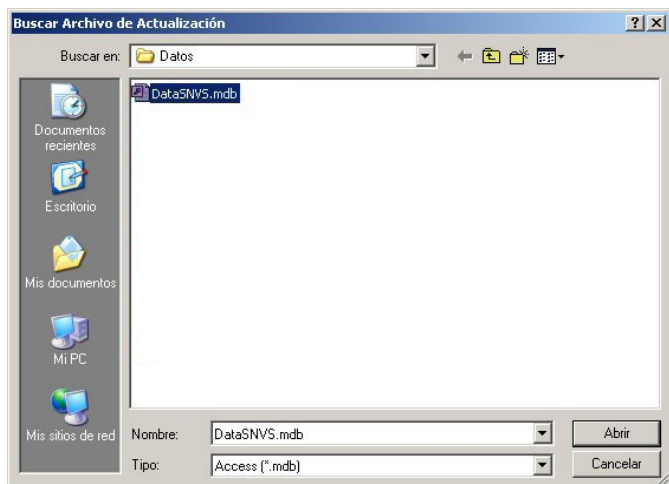 Buscar Archivo de Actualización
Buscar en: Datos
DataSNVS.mdb
Documentos
recientes
Escritorio
Mis documentos
Mi PC
Mis sitios de red
Nombre: DataSNVS.mdb Abrir
Tipo: Access (*.mdb) Cancelar